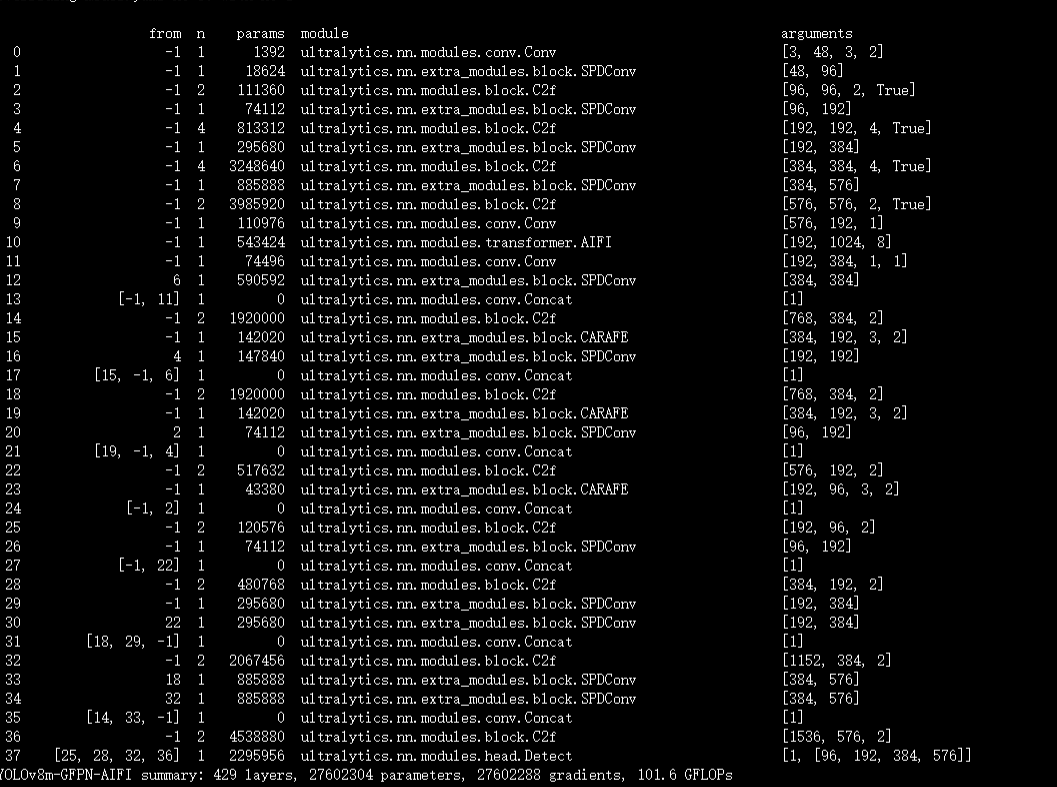 from n params module arguments
0 -1 1 1392 ultralytics.nn.modules.conv.Conv [3, 48, 3, 2]
1 -1 1 18624 ultralytics.nn.extra_modules.block.SPDConv [48, 96]
2 -1 2 111360 ultralytics.nn.modules.block.C2f [96, 96, 2, True]
3 -1 1 74112 ultralytics.nn.extra_modules.block.SPDConv [96, 192]
4 -1 4 813312 ultralytics.nn.modules.block.C2f [192, 192, 4, True]
5 -1 1 295680 ultralytics.nn.extra_modules.block.SPDConv [192, 384]
6 -1 4 3248640 ultralytics.nn.modules.block.C2f [384, 384, 4, True]
7 -1 1 885888 ultralytics.nn.extra_modules.block.SPDConv [384, 576]
8 -1 2 3985920 ultralytics.nn.modules.block.C2f [576, 576, 2, True]
9 -1 1 110976 ultralytics.nn.modules.conv.Conv [576, 192, 1]
10 -1 1 543424 ultralytics.nn.modules.transformer.AIFI [192, 1024, 8]
11 -1 1 74496 ultralytics.nn.modules.conv.Conv [192, 384, 1, 1]
12 6 1 590592 ultralytics.nn.extra_modules.block.SPDConv [384, 384]
13 [-1, 11] 1 0 ultralytics.nn.modules.conv.Concat [1]
14 -1 2 1920000 ultralytics.nn.modules.block.C2f [768, 384, 2]
15 -1 1 142020 ultralytics.nn.extra_modules.block.CARAFE [384, 192, 3, 2]
16 4 1 147840 ultralytics.nn.extra_modules.block.SPDConv [192, 192]
17 [15, -1, 6] 1 0 ultralytics.nn.modules.conv.Concat [1]
18 -1 2 1920000 ultralytics.nn.modules.block.C2f [768, 384, 2]
19 -1 1 142020 ultralytics.nn.extra_modules.block.CARAFE [384, 192, 3, 2]
20 2 1 74112 ultralytics.nn.extra_modules.block.SPDConv [96, 192]
21 [19, -1, 4] 1 0 ultralytics.nn.modules.conv.Concat [1]
22 -1 2 517632 ultralytics.nn.modules.block.C2f [576, 192, 2]
23 -1 1 43380 ultralytics.nn.extra_modules.block.CARAFE [192, 96, 3, 2]
24 [-1, 2] 1 0 ultralytics.nn.modules.conv.Concat [1]
25 -1 2 120576 ultralytics.nn.modules.block.C2f [192, 96, 2]
26 -1 1 74112 ultralytics.nn.extra_modules.block.SPDConv [96, 192]
27 [-1, 22] 1 0 ultralytics.nn.modules.conv.Concat [1]
28 -1 2 480768 ultralytics.nn.modules.block.C2f [384, 192, 2]
29 -1 1 295680 ultralytics.nn.extra_modules.block.SPDConv [192, 384]
30 22 1 295680 ultralytics.nn.extra_modules.block.SPDConv [192, 384]
31 [18, 29, -1] 1 0 ultralytics.nn.modules.conv.Concat [1]
32 -1 2 2067456 ultralytics.nn.modules.block.C2f [1152, 384, 2]
33 18 1 885888 ultralytics.nn.extra_modules.block.SPDConv [384, 576]
34 32 1 885888 ultralytics.nn.extra_modules.block.SPDConv [384, 576]
35 [14, 33, -1] 1 0 ultralytics.nn.modules.conv.Concat [1]
36 -1 2 4538880 ultralytics.nn.modules.block.C2f [1536, 576, 2]
37 [25, 28, 32, 36] 1 2295956 ultralytics.nn.modules.head.Detect [1, [96, 192, 384, 576]]
YOLOv8m-GFPN-AIFI summary: 429 layers, 27602304 parameters, 27602288 gradients, 101.6 GFLOPs